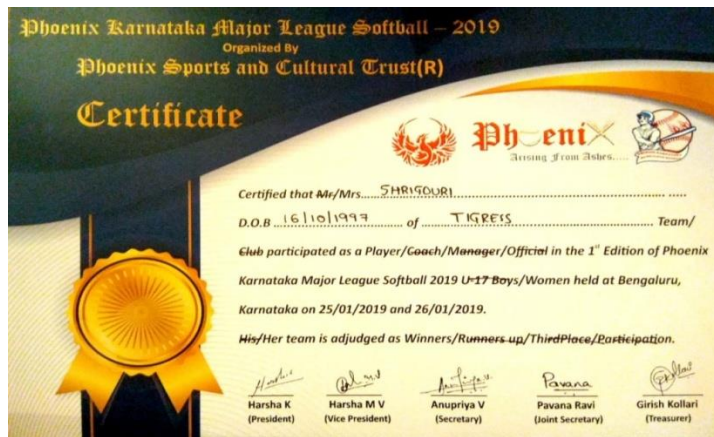 Phoenix Karnataka Major League Softball – 2019
Organized By
Phoenix Sports and Cultural Trust(R)
Certificate
Phoenix
Arising From Ashes.....
Certified that Mr/Mrs....SHRIGOURI.................... .....
D.O.B ....16/10/1997.... of ....TIGRESS.................... Team/
Club participated as a Player/Coach/Manager/Official in the 1st Edition of Phoenix
Karnataka Major League Softball 2019 U-17 Boys/Women held at Bengaluru,
Karnataka on 25/01/2019 and 26/01/2019.
His/Her team is adjudged as Winners/Runners up/ThirdPlace/Participation.
Harsha K
(President)
Harsha M V
(Vice President)
Anupriya V
(Secretary)
Pavana
Pavana Ravi
(Joint Secretary)
Girish Kollari
(Treasurer)